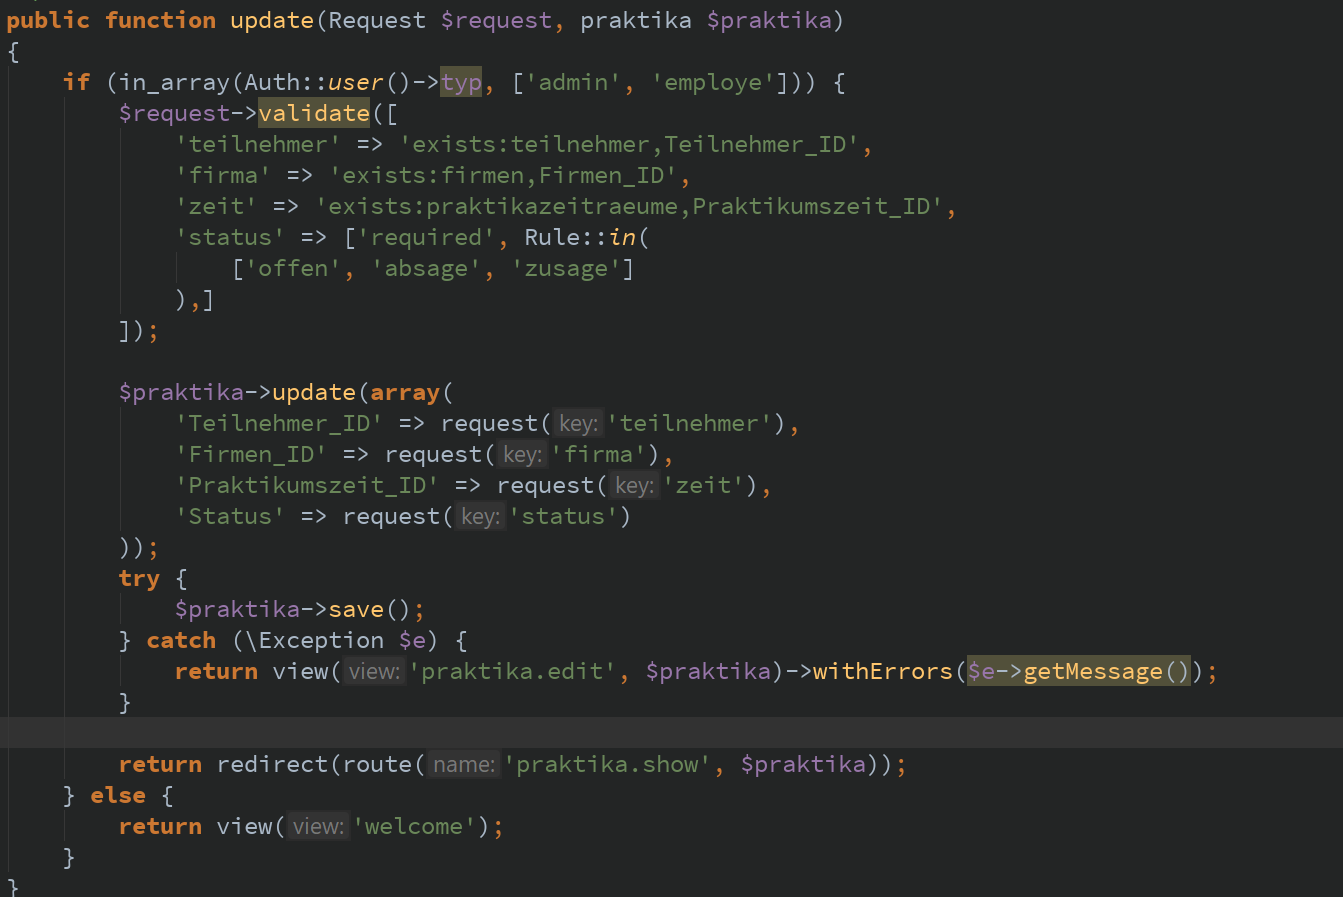 public function update(Request $request, praktika $praktika)
{
    if (in_array(Auth::user()->typ, ['admin', 'employe'])) {
        $request->validate([
            'teilnehmer' => 'exists:teilnehmer,Teilnehmer_ID',
            'firma' => 'exists:firmen,Firmen_ID',
            'zeit' => 'exists:praktikazeitraeume,Praktikumszeit_ID',
            'status' => ['required', Rule::in(
                ['offen', 'absage', 'zusage']
            ),]
        ]);
        $praktika->update(array(
            'Teilnehmer_ID' => request( key: 'teilnehmer'),
            'Firmen_ID' => request( key: 'firma'),
            'Praktikumszeit_ID' => request( key: 'zeit'),
            'Status' => request( key: 'status')
        ));
        try {
            $praktika->save();
        } catch (\Exception $e) {
            return view( view: 'praktika.edit', $praktika)->withErrors($e->getMessage());
        }
        return redirect(route( name: 'praktika.show', $praktika));
    } else {
        return view( view: 'welcome');
    }
}